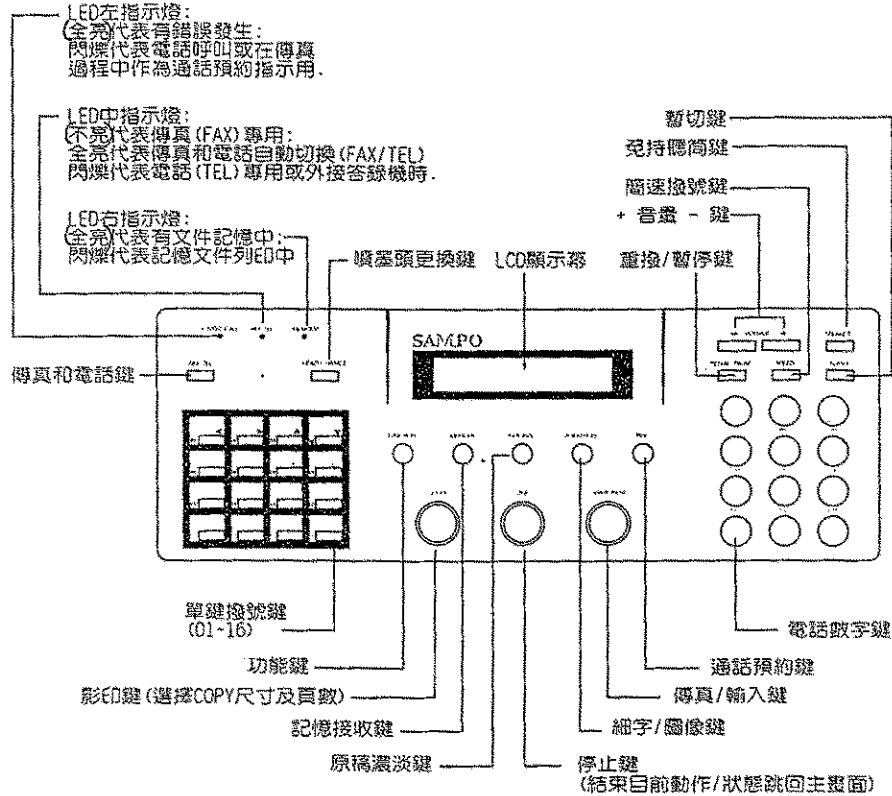 LED左指示燈:
(全亮)代表有錯誤發生:
閃爍代表電話呼叫或在傳真
過程中作為通話預約指示用.
LED中指示燈:
(不亮)代表傳真(FAX)專用:
全亮代表傳真和電話自動切換(FAX/TEL)
閃爍代表電話(TEL)專用或外接答錄機時.
LED右指示燈:
(全亮)代表有文件記憶中:
閃爍代表記憶文件列印中
噴墨頭更換鍵
LCD顯示幕
暫切鍵
免持聽筒鍵
簡速撥號鍵
+ 音量 - 鍵
重撥/暫停鍵
SAMPO
傳真和電話鍵
單鍵撥號鍵
(01~16)
電話數字鍵
功能鍵
通話預約鍵
影印鍵(選擇COPY尺寸及頁數)
傳真/輸入鍵
記憶接收鍵
細字/圖像鍵
原稿濃淡鍵
停止鍵
(結束目前動作/狀態跳回主畫面)